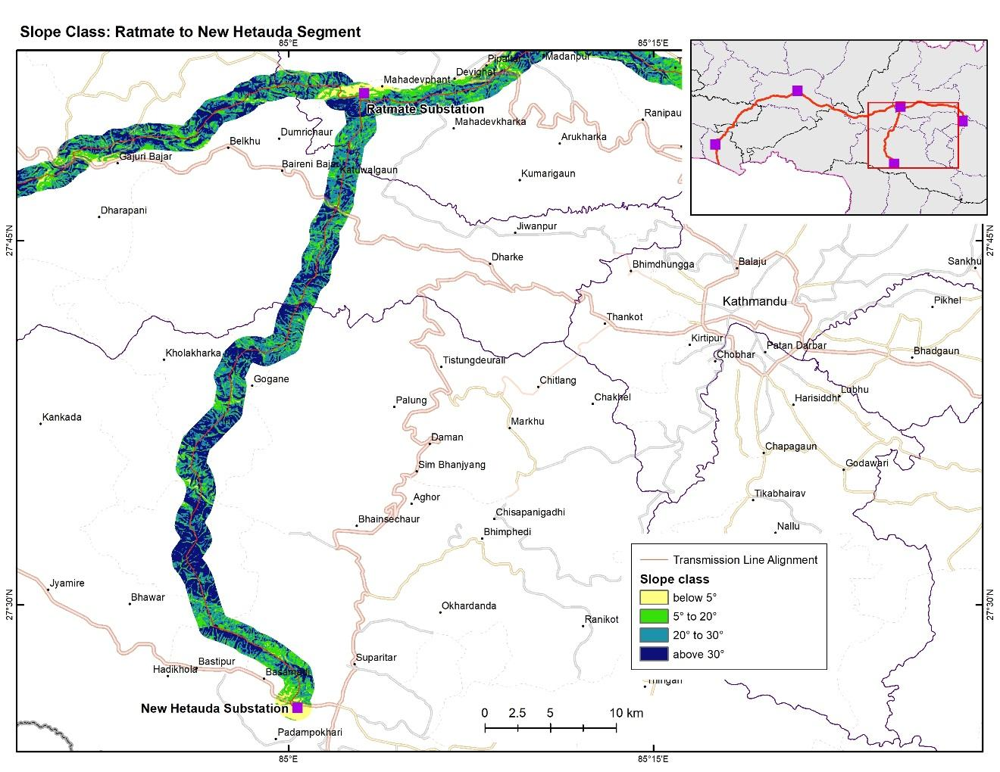 Slope Class: Ratmate to New Hetauda Segment
85°E
85°15'E
Pipaltar
Madanpur
Devighat
Mahadevphant
Ratmate Substation
Mahadevkharka
Ranipau
Dumrichaur
Belkhu
Arukharka
Gajuri Bajar
Baireni Bajar
Katuwalgaun
Kumarigaun
Dharapani
Jiwanpur
27°45'N
27°45'N
Dharke
Bhimdhungga
Balaju
Sankhu
Kathmandu
Pikhel
Thankot
Kirtipur
Patan Darbar
Kholakharka
Chobhar
Bhadgaun
Tistungdeurali
Gogane
Chitlang
Lubhu
Palung
Chakhel
Harisiddhi
Kankada
Markhu
Daman
Chapagaun
Sim Bhanjyang
Godawari
Aghor
Tikabhairav
Bhainsechaur
Chisapanigadhi
Nallu
Bhimphedi
Transmission Line Alignment
Slope class
Jyamire
below 5°
27°30'N
27°30'N
Bhawar
Okhardanda
5° to 20°
Ranikot
20° to 30°
above 30°
Suparitar
Bastipur
Hadikhola
Basamadi
New Hetauda Substation
0 2.5 5 10 km
Padampokhari
85°E
85°15'E